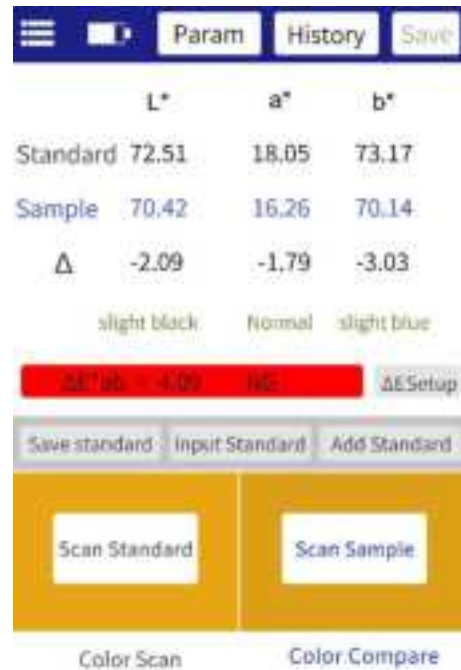 Param History Save
L* a* b*
Standard 72.51 18.05 73.17
Sample 70.42 16.26 70.14
Δ -2.09 -1.79 -3.03
slight black Normal slight blue
ΔE*ab = 4.09 NG ΔESetup
Save standard Input Standard Add Standard
Scan Standard Scan Sample
Color Scan Color Compare